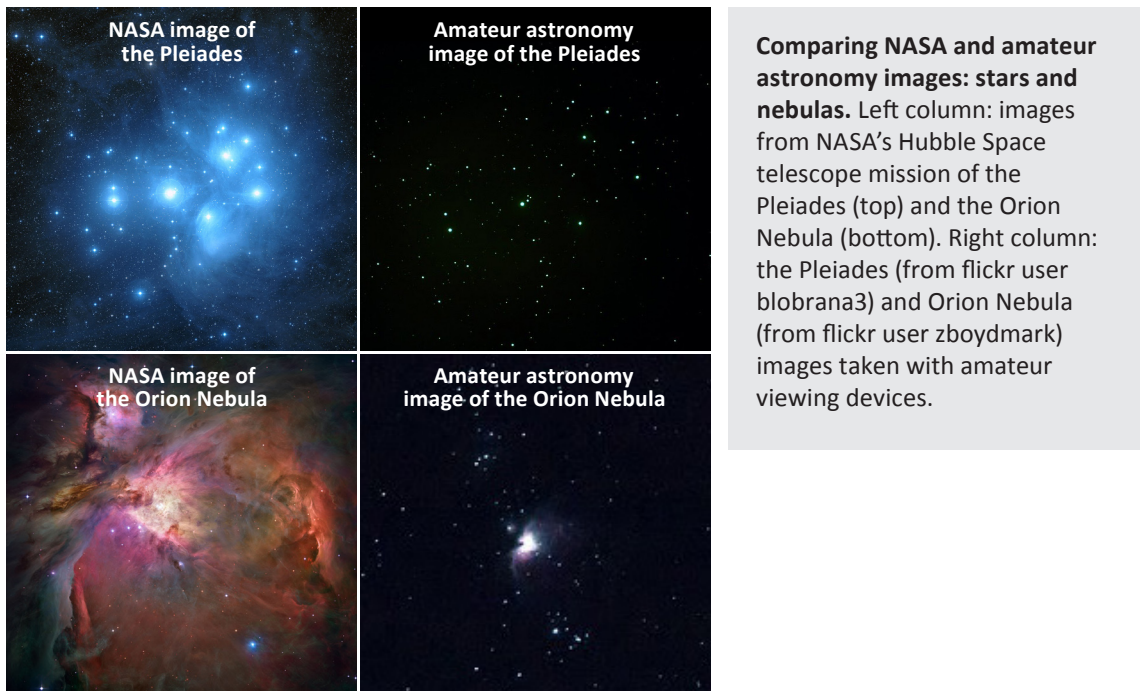 NASA image of
the Pleiades
Amateur astronomy
image of the Pleiades
NASA image of
the Orion Nebula
Amateur astronomy
image of the Orion Nebula
Comparing NASA and amateur
astronomy images: stars and
nebulas. Left column: images
from NASA’s Hubble Space
telescope mission of the
Pleiades (top) and the Orion
Nebula (bottom). Right column:
the Pleiades (from flickr user
blobrana3) and Orion Nebula
(from flickr user zboydmark)
images taken with amateur
viewing devices.